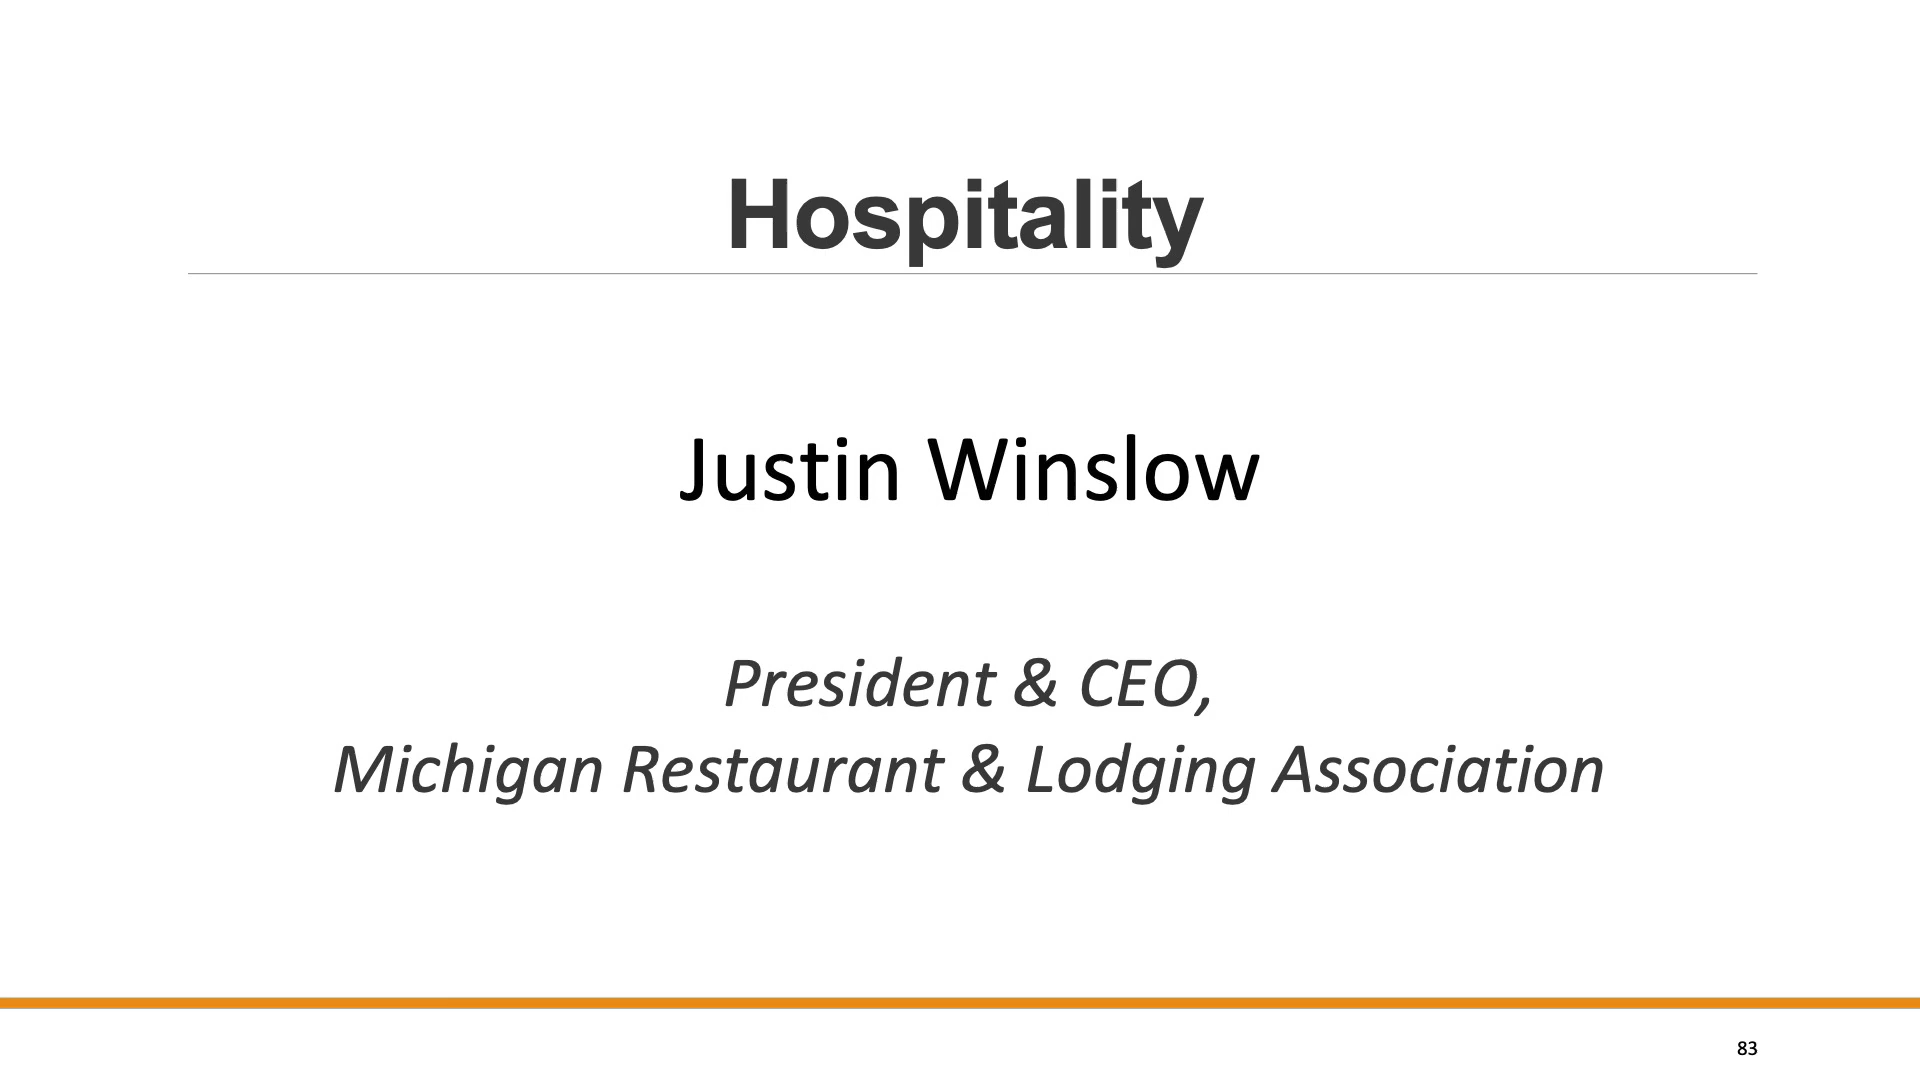 Hospitality
Justin Winslow
President & CEO,
Michigan Restaurant & Lodging Association
83